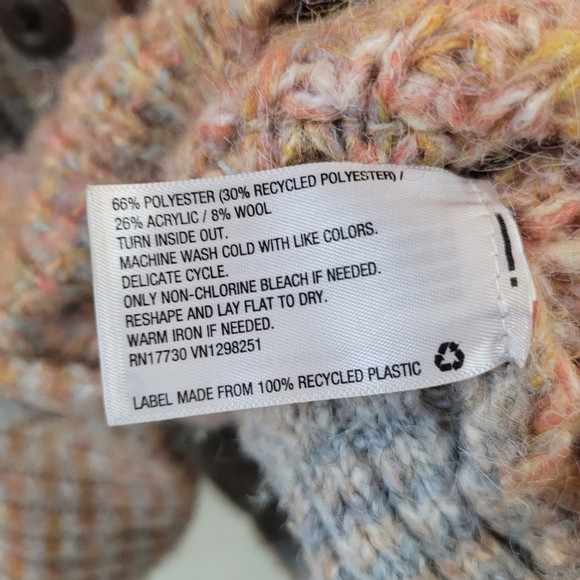 66% POLYESTER (30% RECYCLED POLYESTER) /
26% ACRYLIC / 8% WOOL
TURN INSIDE OUT.
MACHINE WASH COLD WITH LIKE COLORS.
DELICATE CYCLE.
ONLY NON-CHLORINE BLEACH IF NEEDED.
RESHAPE AND LAY FLAT TO DRY.
WARM IRON IF NEEDED.
RN17730 VN1298251
LABEL MADE FROM 100% RECYCLED PLASTIC